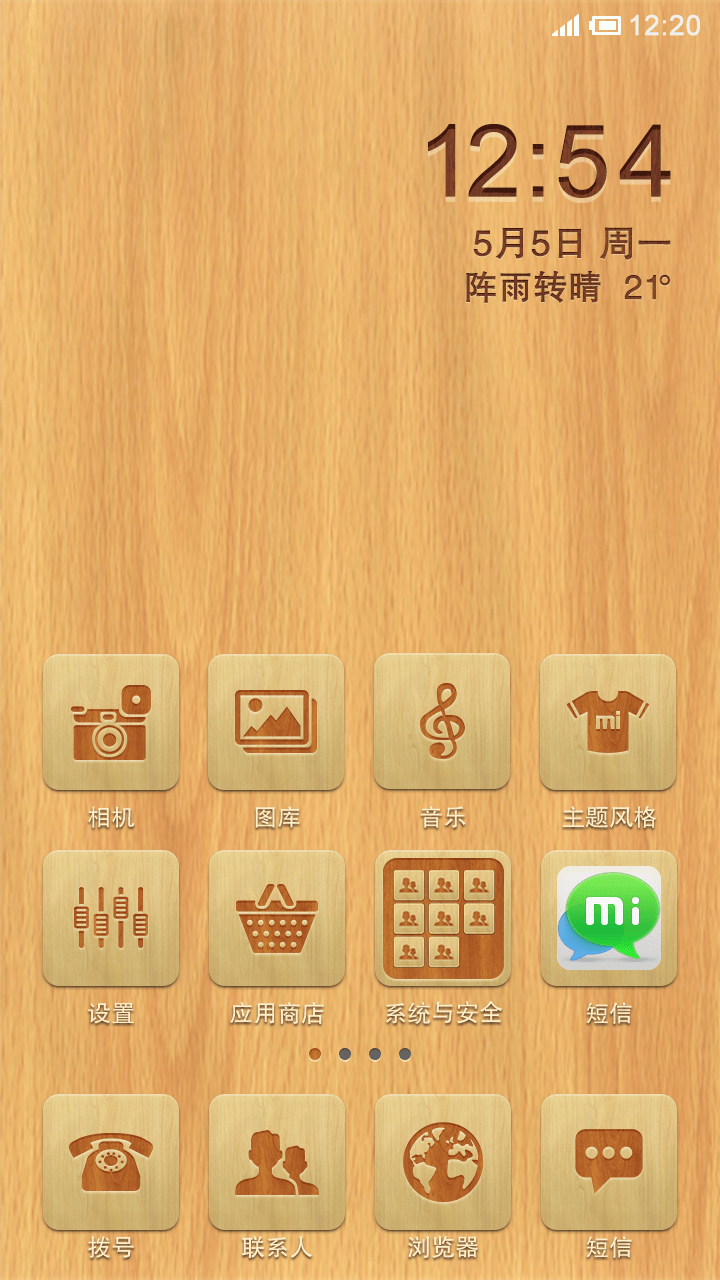 12:20
12:54
5月5日 周一
阵雨转晴 21°
mi
相机 图库 音乐 主题风格
mi
设置 应用商店 系统与安全 短信
拨号 联系人 浏览器 短信